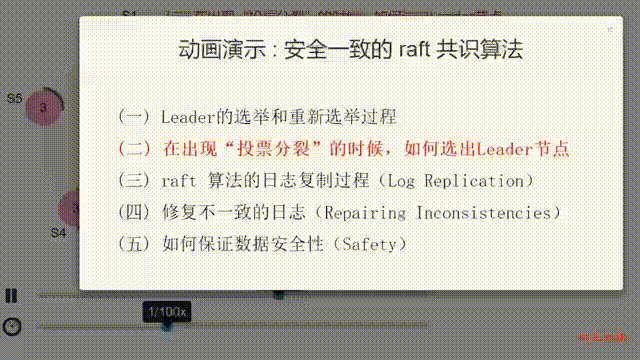 S1
动画演示:安全一致的 raft 共识算法
S5
3
(一) Leader的选举和重新选举过程
(二) 在出现“投票分裂”的时候, 如何选出Leader节点
(三) raft 算法的日志复制过程 (Log Replication)
(四) 修复不一致的日志 (Repairing Inconsistencies)
(五) 如何保证数据安全性 (Safety)
S4
1/100x